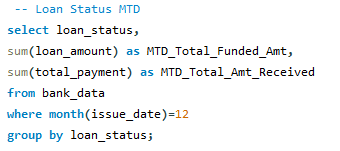 -- Loan Status MTD
select loan_status,
sum(loan_amount) as MTD_Total_Funded_Amt,
sum(total_payment) as MTD_Total_Amt_Received
from bank_data
where month(issue_date)=12
group by loan_status;